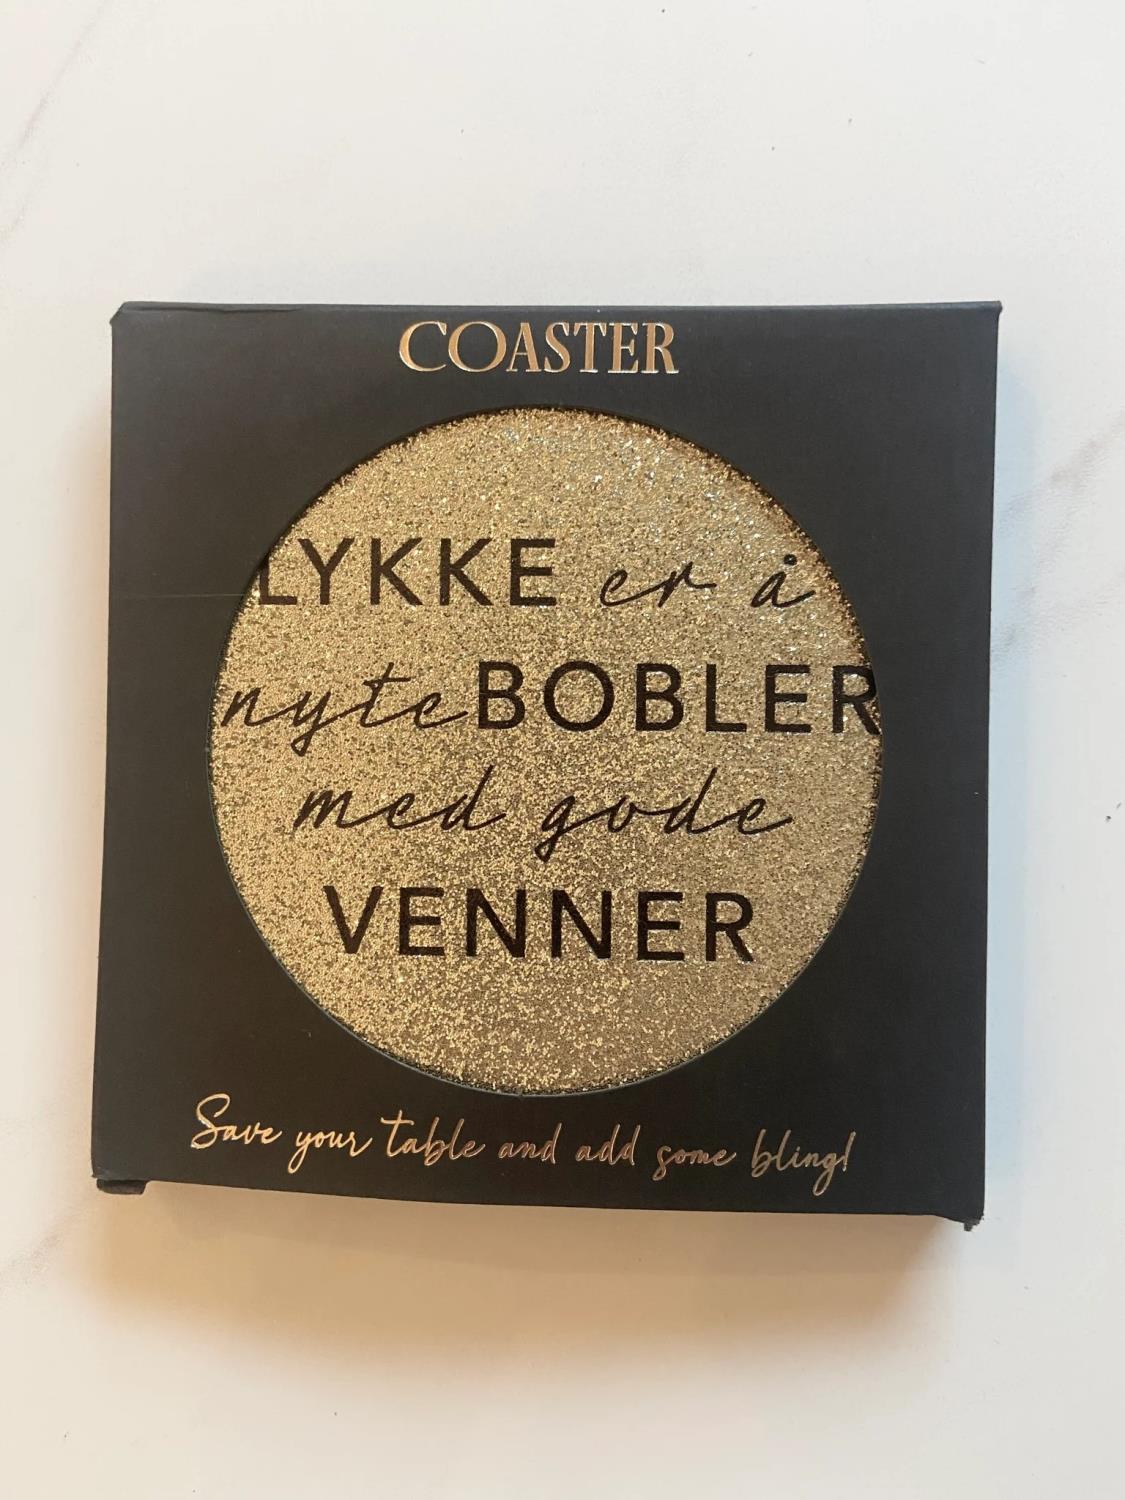 COASTER
LYKKE er å
nyte BOBLER
med gode
VENNER
Save your table and add some bling!